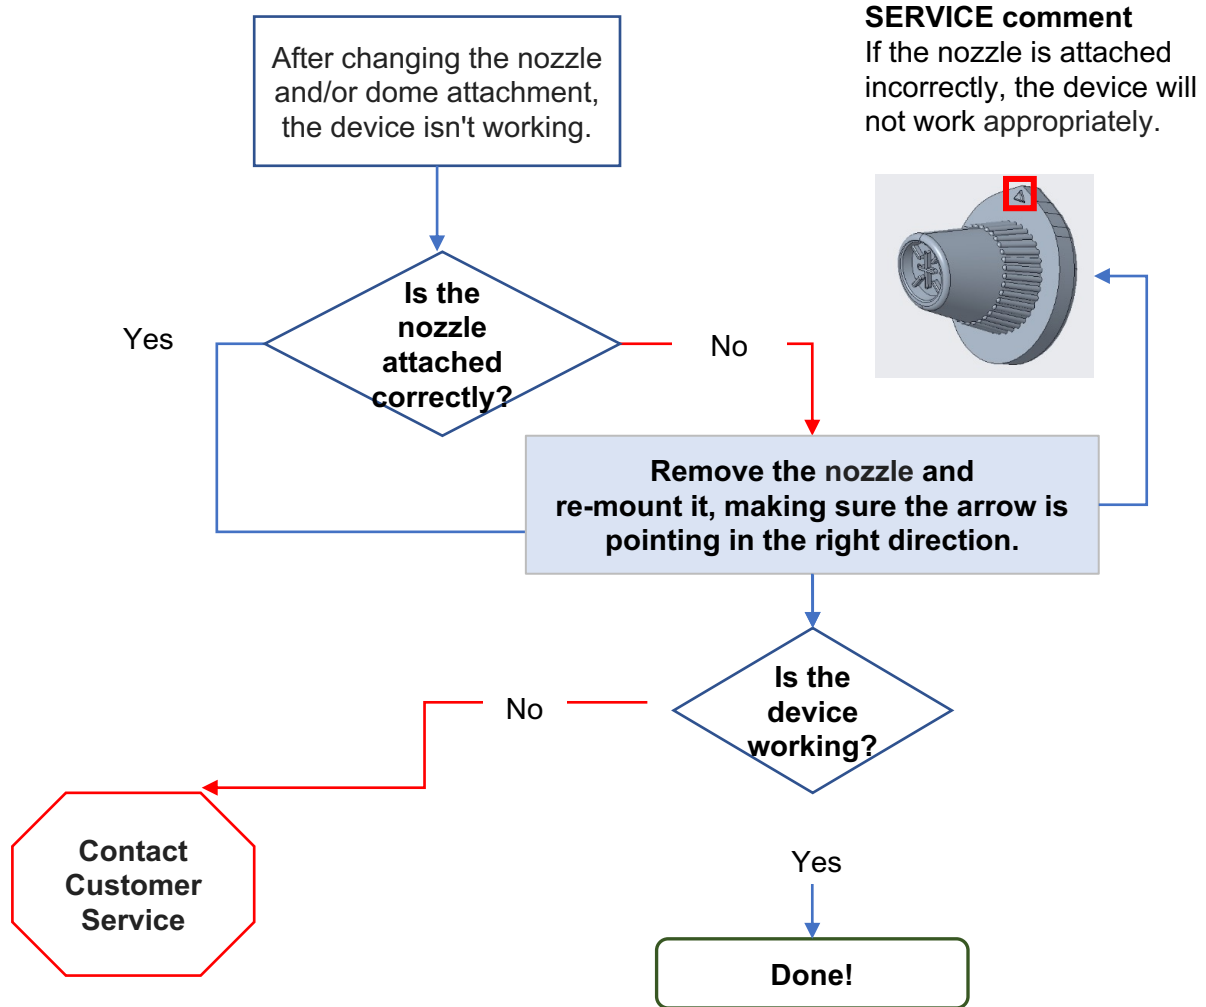 After changing the nozzle
and/or dome attachment,
the device isn't working.
SERVICE comment
If the nozzle is attached
incorrectly, the device will
not work appropriately.
Is the
nozzle
attached
correctly?
Yes
No
Remove the nozzle and
re-mount it, making sure the arrow is
pointing in the right direction.
Is the
device
working?
No
Contact
Customer
Service
Yes
Done!